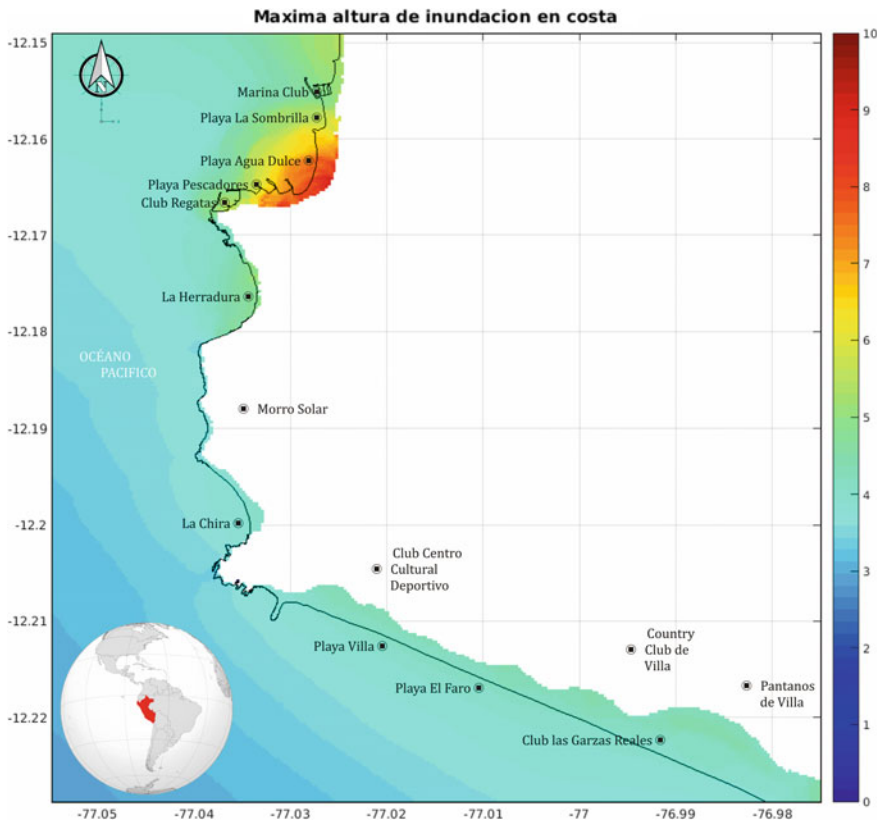 Maxima altura de inundacion en costa
-12.15
-12.16
-12.17
-12.18
-12.19
-12.2
-12.21
-12.22
N
Marina Club
Playa La Sombrilla
Playa Agua Dulce
Playa Pescadores
Club Regatas
La Herradura
OCÉANO
PACIFICO
Morro Solar
La Chira
Club Centro
Cultural
Deportivo
Playa Villa
Country
Club de
Villa
Playa El Faro
Pantanos
de Villa
Club las Garzas Reales
-77.05
-77.04
-77.03
-77.02
-77.01
-77
-76.99
-76.98
10
9
8
7
6
5
4
3
2
1
0